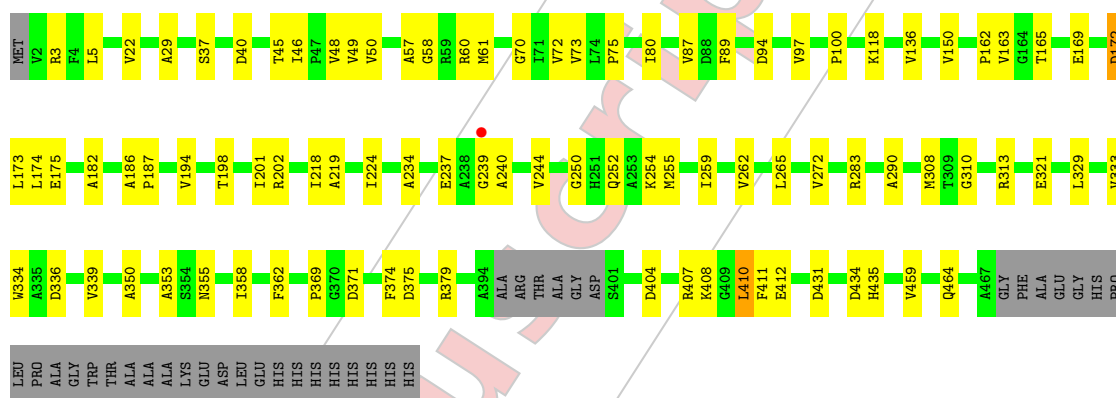 MET V2 R3 F4 L5 V22 A29 S37 D40 T45 I46 P47 V48 V49 V50 A57 G58 R59 R60 M61 G70 I71 V72 V73 L74 P75 I80 V87 D88 F89 D94 V97 P100 K118 V136 V150 P162 V163 G164 T165 E169 D172
L173 L174 E175 A182 A186 P187 V194 T198 I201 R202 I218 A219 I224 A234 E237 A238 G239 A240 V244 G250 H251 Q252 A253 K254 M255 I259 V262 L265 V272 R283 A290 M308 T309 G310 R313 E321 L329 V333
W334 A335 D336 V339 A350 A353 S354 N355 I358 F362 P369 G370 D371 F374 D375 R379 A394 ALA ARG THR ALA GLY ASP S401 D404 R407 K408 G409 L410 F411 E412 D431 D434 H435 V459 Q464 A467 GLY PHE ALA GLU GLY HIS PRO
LEU PRO ALA GLY TRP THR ALA ALA ALA LYS GLU ASP LEU GLU HIS HIS HIS HIS HIS HIS HIS HIS